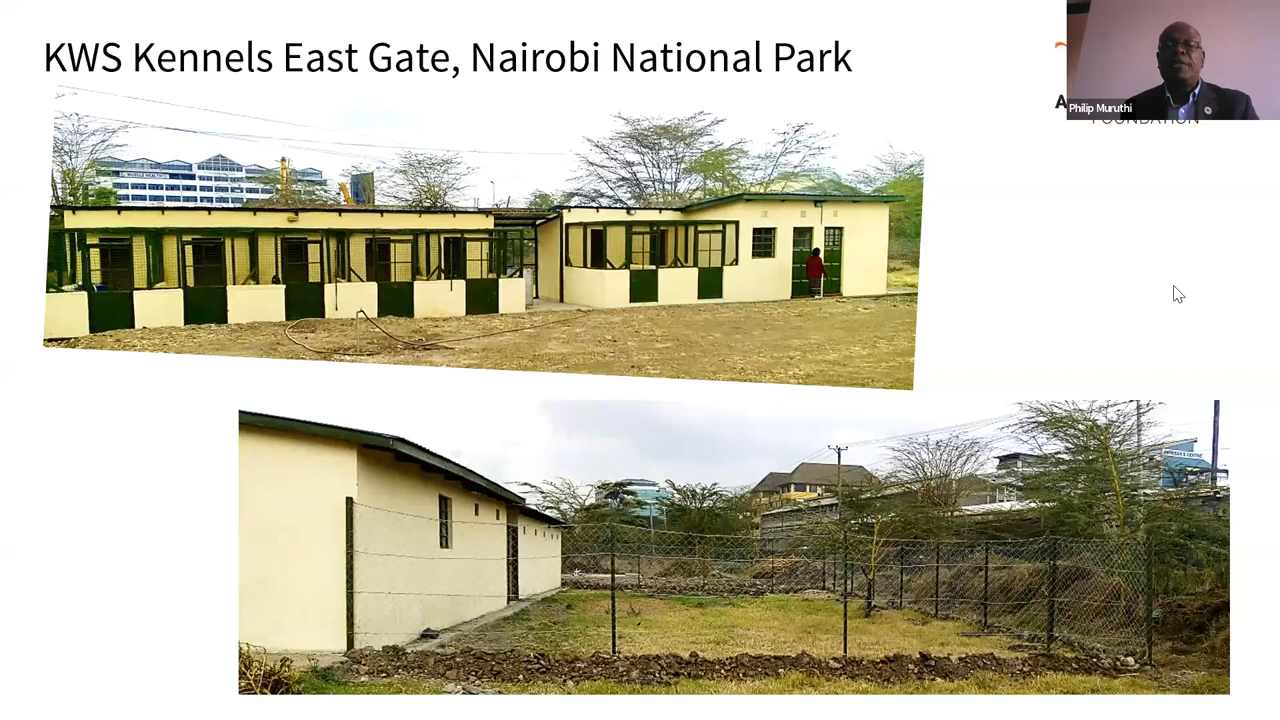 KWS Kennels East Gate, Nairobi National Park
A
Philip Muruthi
FOUNDATION